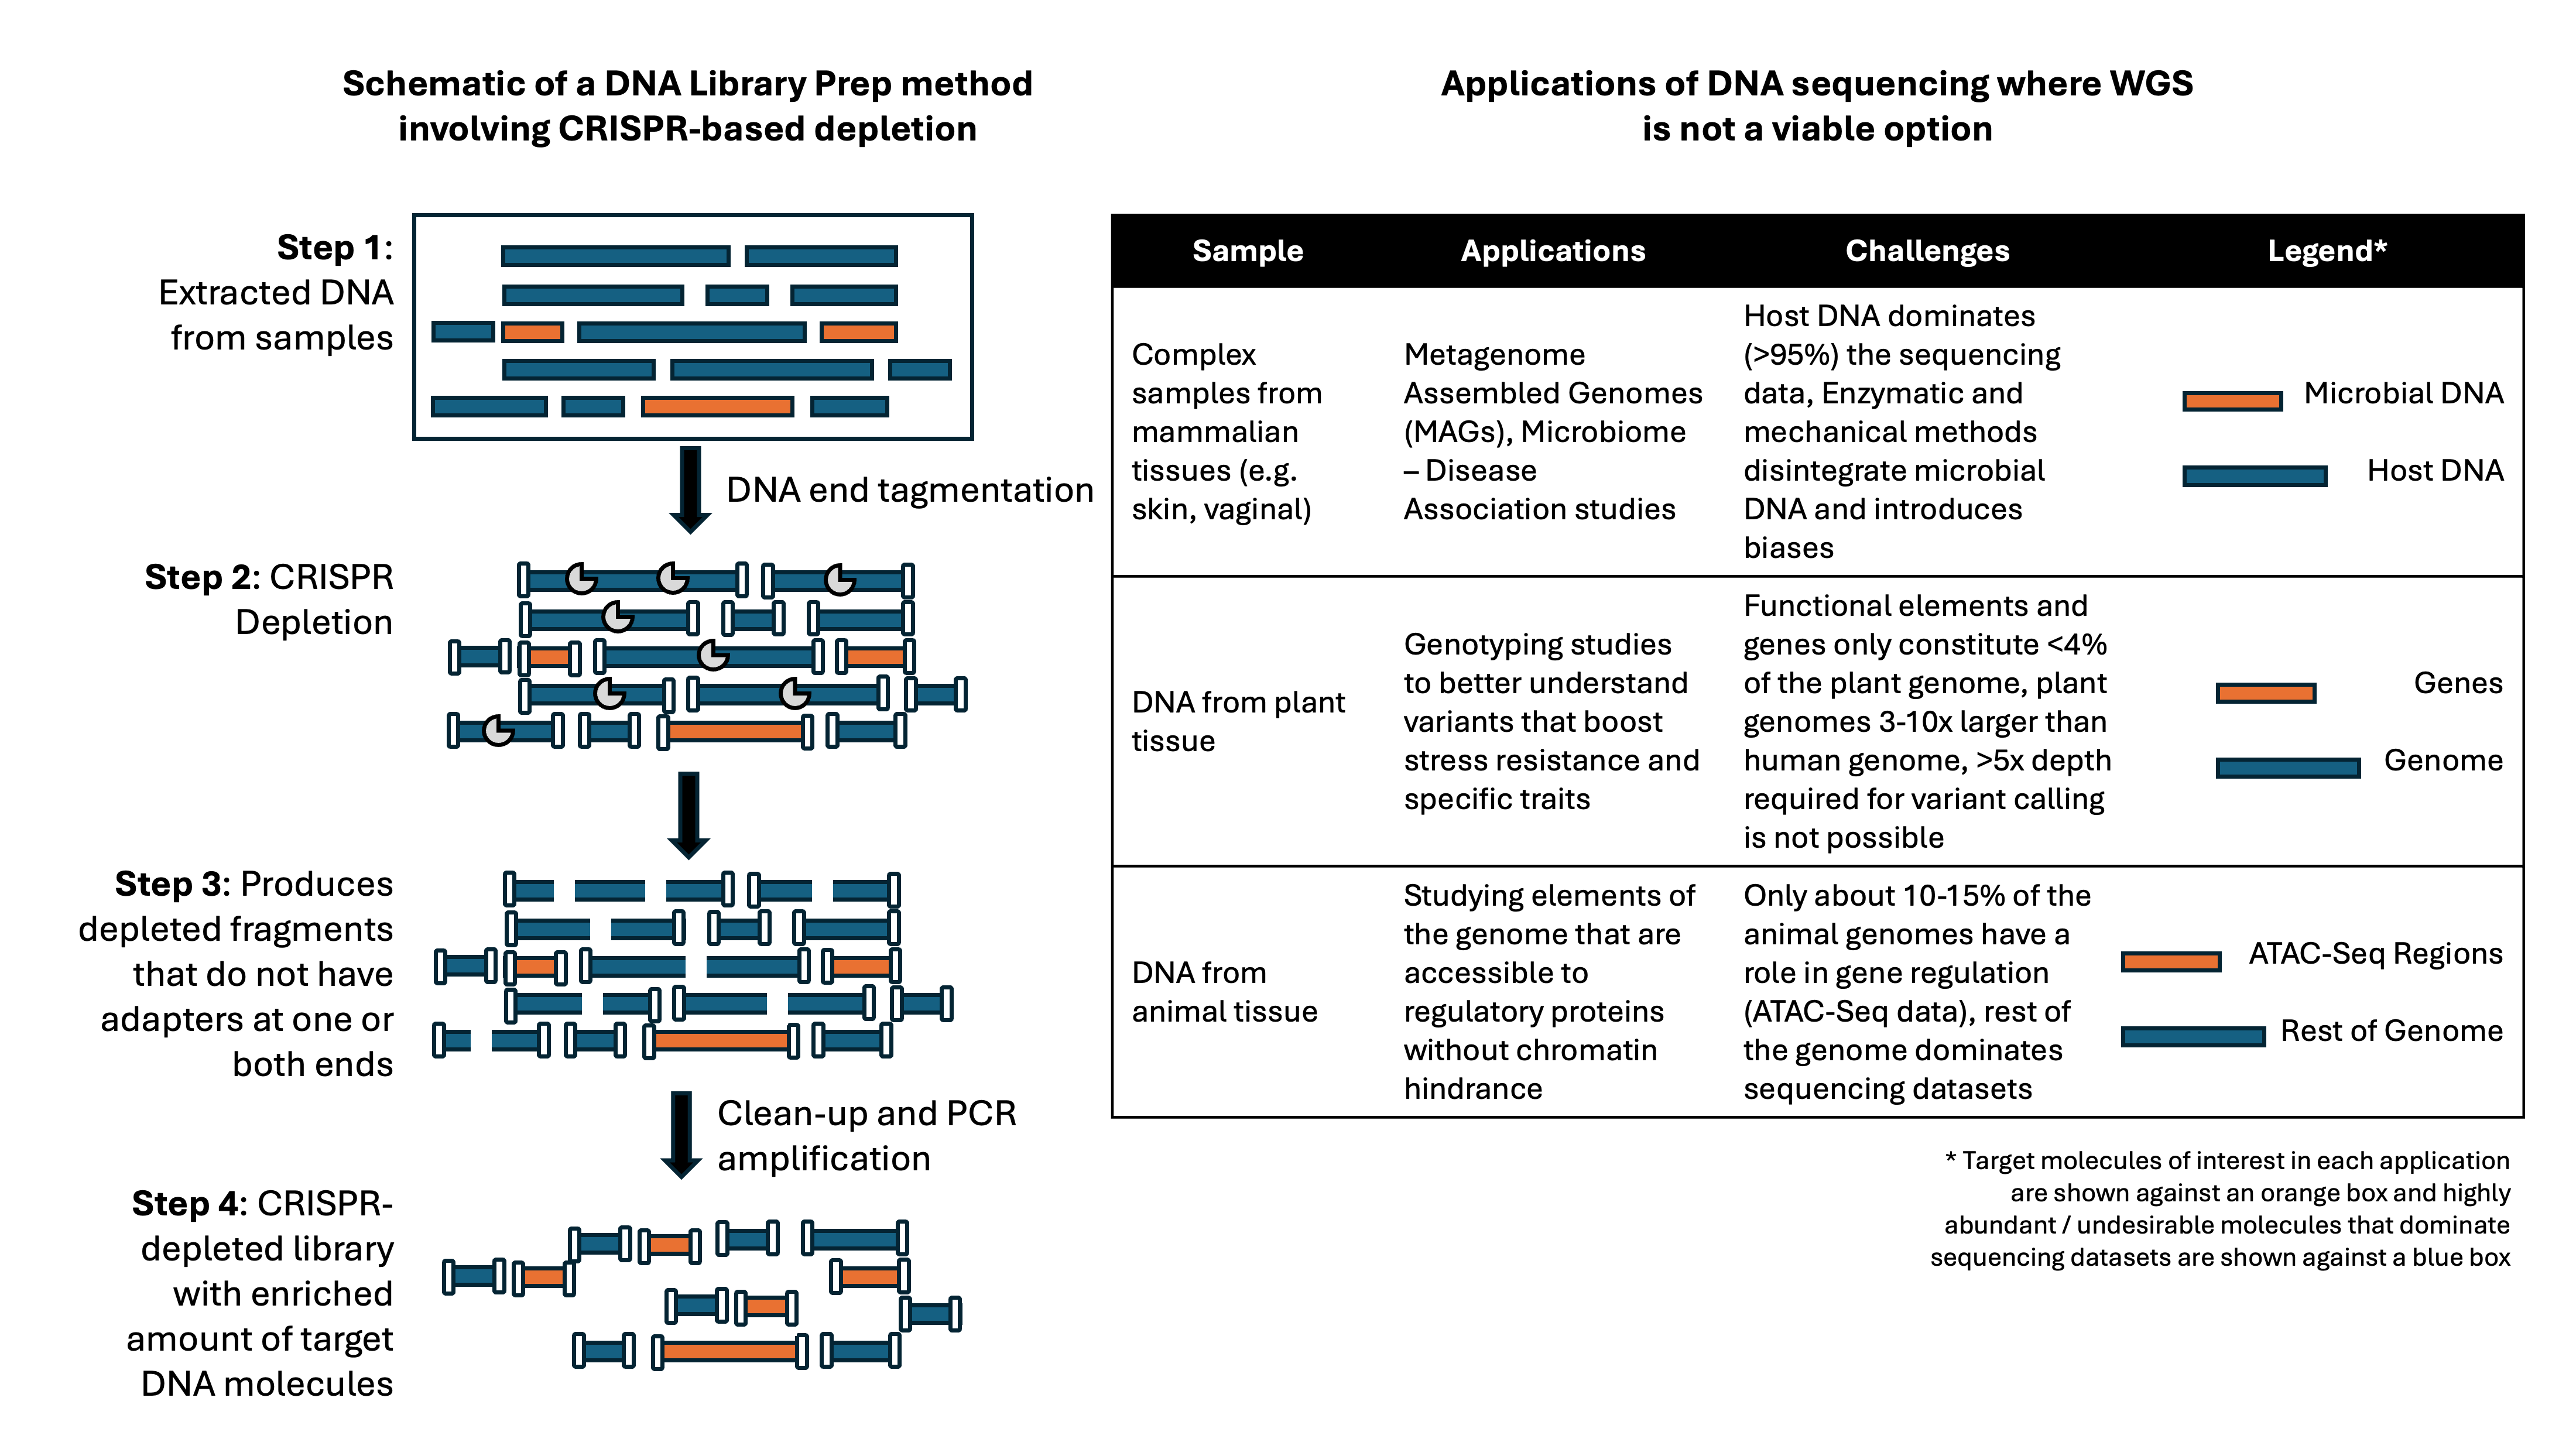 Schematic of a DNA Library Prep method
involving CRISPR-based depletion
Step 1:
Extracted DNA
from samples
DNA end tagmentation
Step 2: CRISPR
Depletion
Step 3: Produces
depleted fragments
that do not have
adapters at one or
both ends
Clean-up and PCR
amplification
Step 4: CRISPR-
depleted library
with enriched
amount of target
DNA molecules
Applications of DNA sequencing where WGS
is not a viable option
Sample
Applications
Challenges
Legend*
Complex
samples from
mammalian
tissues (e.g.
skin, vaginal)
Metagenome
Assembled Genomes
(MAGs), Microbiome
– Disease
Association studies
Host DNA dominates
(>95%) the sequencing
data, Enzymatic and
mechanical methods
disintegrate microbial
DNA and introduces
biases
Microbial DNA
Host DNA
DNA from plant
tissue
Genotyping studies
to better understand
variants that boost
stress resistance and
specific traits
Functional elements and
genes only constitute <4%
of the plant genome, plant
genomes 3-10x larger than
human genome, >5x depth
required for variant calling
is not possible
Genes
Genome
DNA from
animal tissue
Studying elements of
the genome that are
accessible to
regulatory proteins
without chromatin
hindrance
Only about 10-15% of the
animal genomes have a
role in gene regulation
(ATAC-Seq data), rest of
the genome dominates
sequencing datasets
ATAC-Seq Regions
Rest of Genome
* Target molecules of interest in each application
are shown against an orange box and highly
abundant / undesirable molecules that dominate
sequencing datasets are shown against a blue box